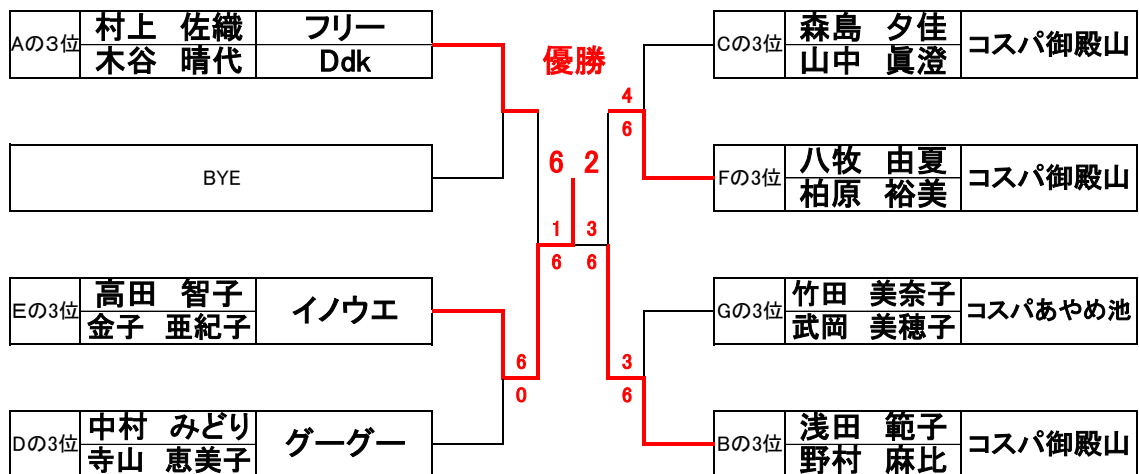 Aの3位 村上 佐織 フリー
木谷 晴代 Ddk
BYE
Eの3位 高田 智子 イノウエ
金子 亜紀子
Dの3位 中村 みどり グーグー
寺山 恵美子
優勝
6 2
1 3
6 6
6
0
4
6
3
6
Cの3位 森島 夕佳 コスパ御殿山
山中 眞澄
Fの3位 八牧 由夏 コスパ御殿山
柏原 裕美
Gの3位 竹田 美奈子 コスパあやめ池
武岡 美穂子
Bの3位 浅田 範子 コスパ御殿山
野村 麻比